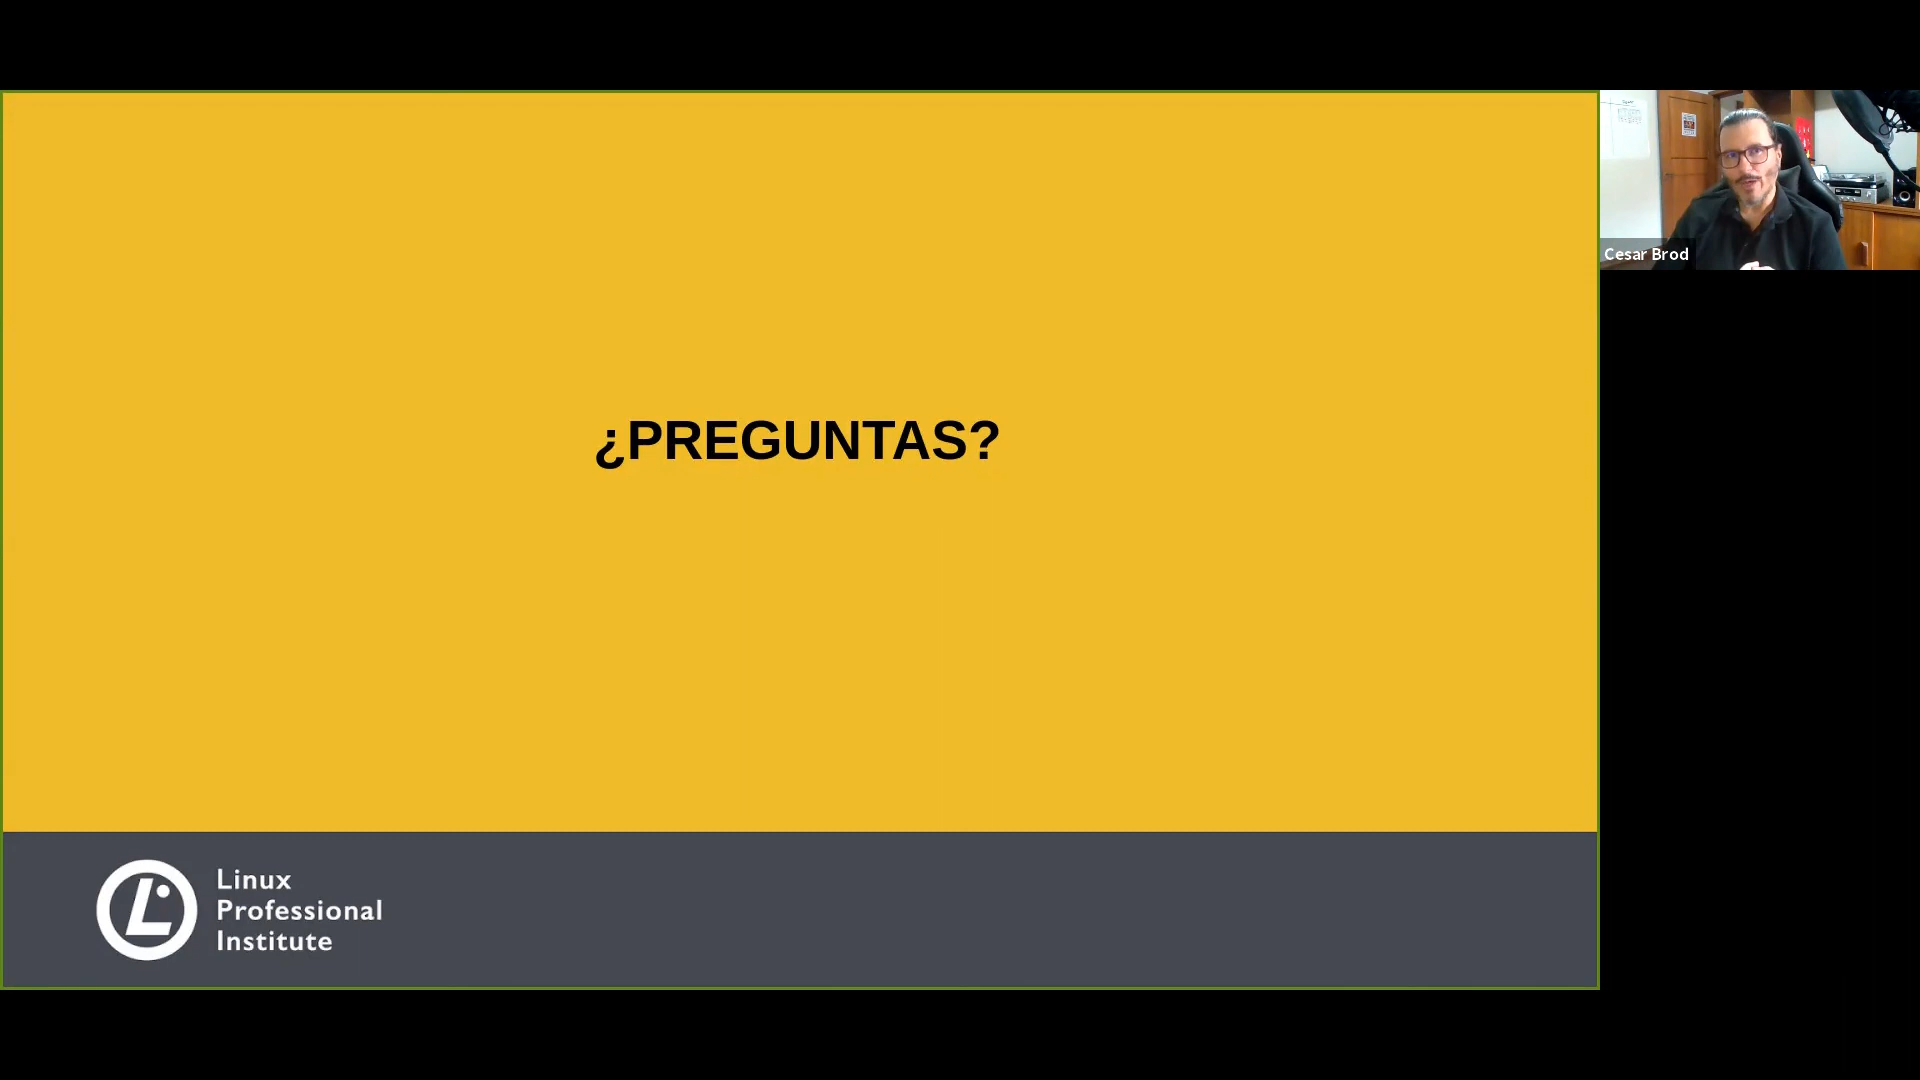 ¿PREGUNTAS?
Cesar Brod
Linux
Professional
Institute